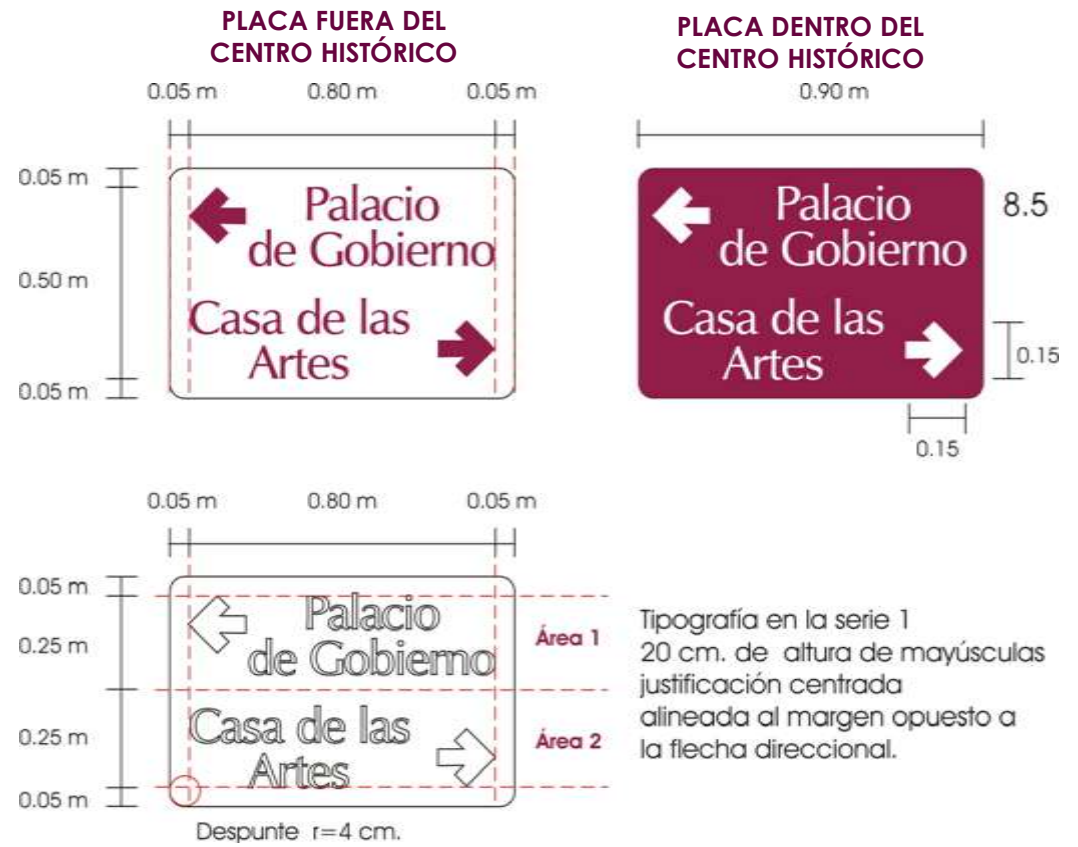 PLACA FUERA DEL
CENTRO HISTÓRICO
0.05 m 0.80 m 0.05 m
0.05 m
0.50 m
0.05 m
Palacio
de Gobierno
Casa de las
Artes
PLACA DENTRO DEL
CENTRO HISTÓRICO
0.90 m
Palacio
de Gobierno
Casa de las
Artes
8.5
0.15
0.15
0.05 m 0.80 m 0.05 m
0.05 m
0.25 m
0.25 m
0.05 m
Palacio
de Gobierno
Casa de las
Artes
Área 1
Área 2
Despunte r=4 cm.
Tipografía en la serie 1
20 cm. de altura de mayúsculas
justificación centrada
alineada al margen opuesto a
la flecha direccional.